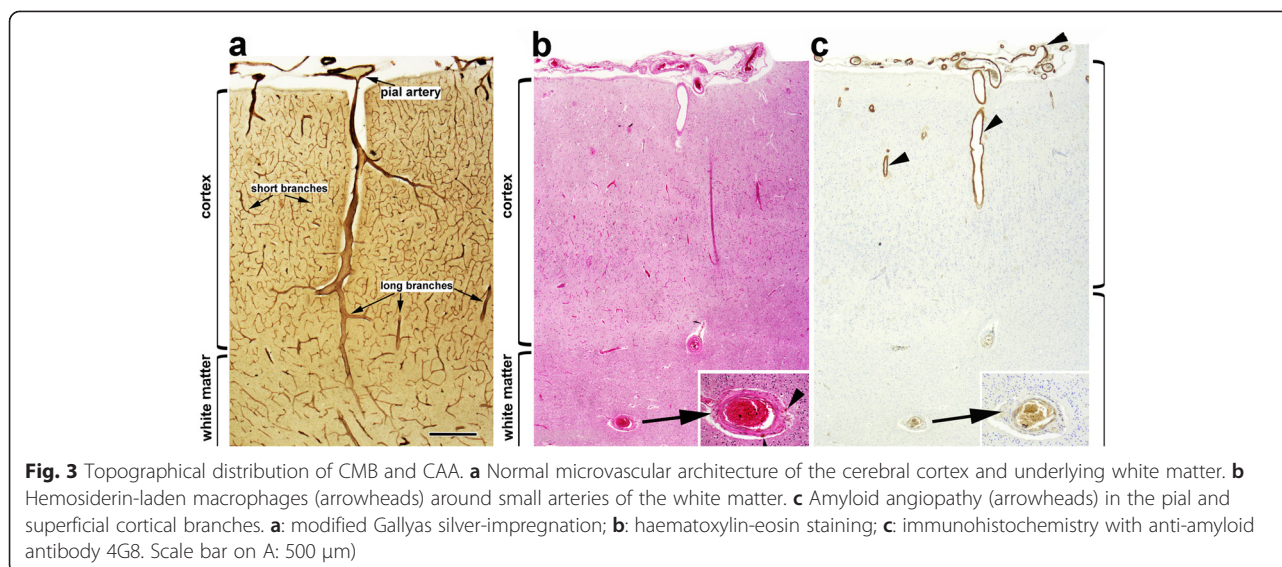 a
b
c
pial artery
cortex
short branches
long branches
white matter
cortex
white matter
Fig. 3 Topographical distribution of CMB and CAA. a Normal microvascular architecture of the cerebral cortex and underlying white matter. b
Hemosiderin-laden macrophages (arrowheads) around small arteries of the white matter. c Amyloid angiopathy (arrowheads) in the pial and
superficial cortical branches. a: modified Gallyas silver-impregnation; b: haematoxylin-eosin staining; c: immunohistochemistry with anti-amyloid
antibody 4G8. Scale bar on A: 500 µm)